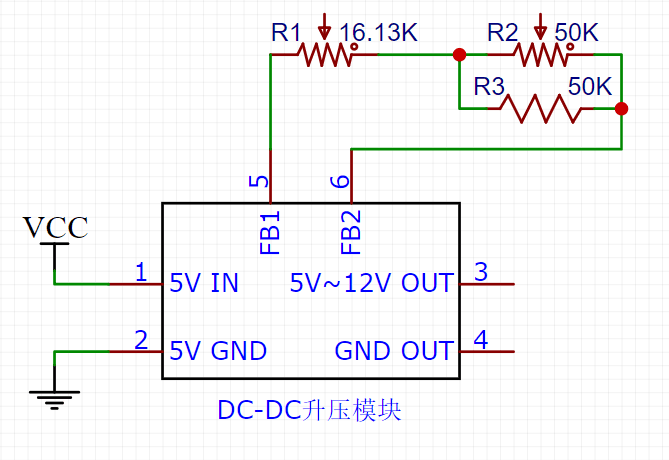 R1 16.13K R2 50K
R3 50K
5 6
FB1 FB2
VCC
1 5V IN 5V~12V OUT 3
2 5V GND GND OUT 4
DC-DC升压模块